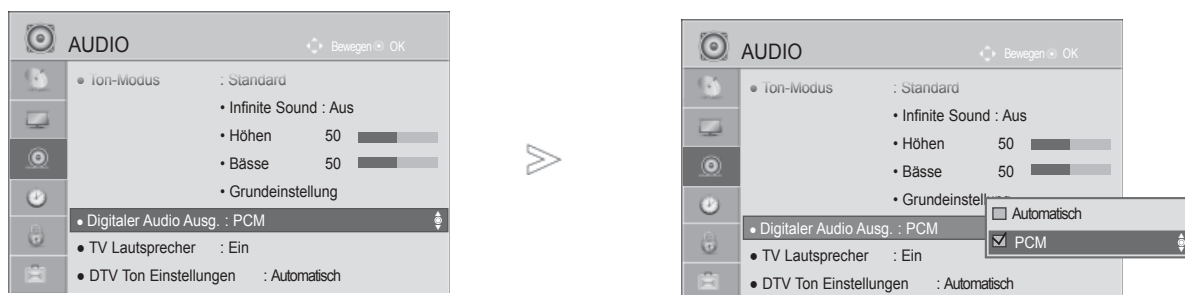 AUDIO
Bewegen OK
• Ton-Modus : Standard
• Infinite Sound : Aus
• Höhen 50
• Bässe 50
• Grundeinstellung
• Digitaler Audio Ausg. : PCM
• TV Lautsprecher : Ein
• DTV Ton Einstellungen : Automatisch
AUDIO
Bewegen OK
• Ton-Modus : Standard
• Infinite Sound : Aus
• Höhen 50
• Bässe 50
• Grundeinstell
• Digitaler Audio Ausg. : PCM
Automatisch
PCM
• TV Lautsprecher : Ein
• DTV Ton Einstellungen : Automatisch